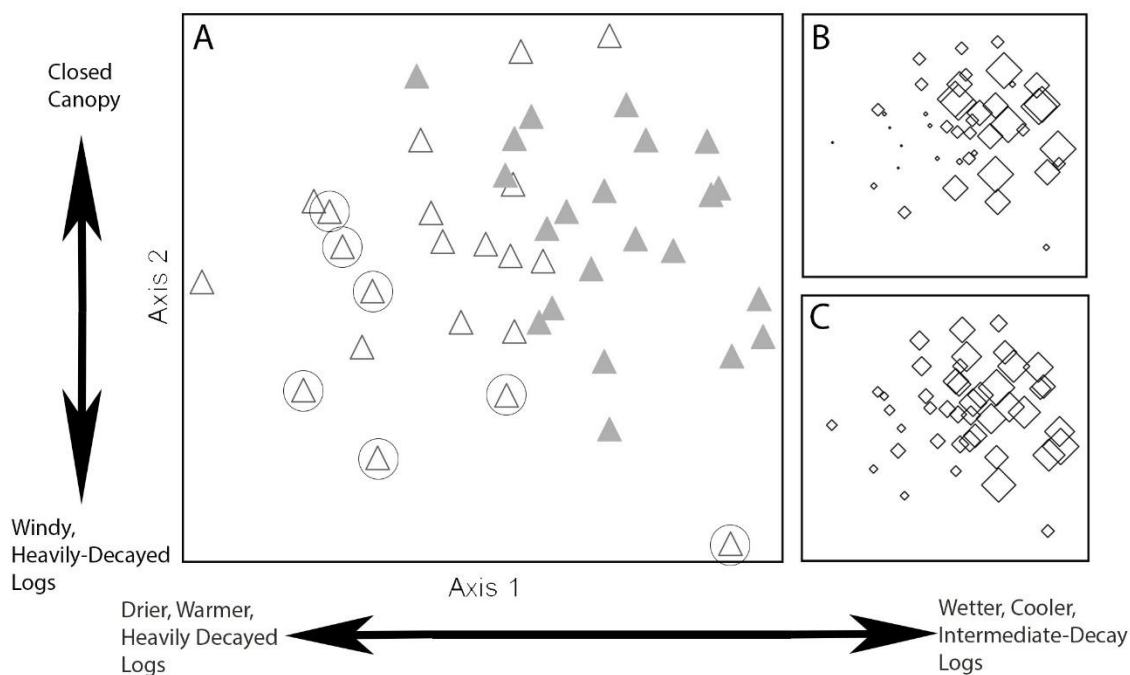 A
B
Closed
Canopy
Axis 2
C
Windy,
Heavily-Decayed
Logs
Axis 1
Drier, Warmer,
Heavily Decayed
Logs
Wetter, Cooler,
Intermediate-Decay
Logs